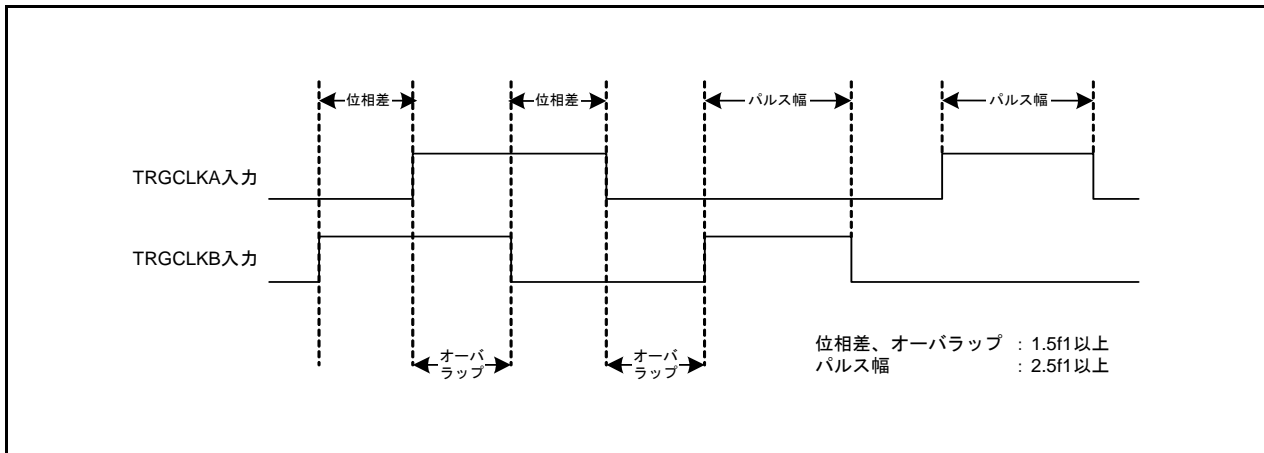 位相差
位相差
パルス幅
パルス幅
TRGCLKA入力
TRGCLKB入力
オーバ
ラップ
オーバ
ラップ
位相差、オーバラップ : 1.5f1以上
パルス幅 : 2.5f1以上